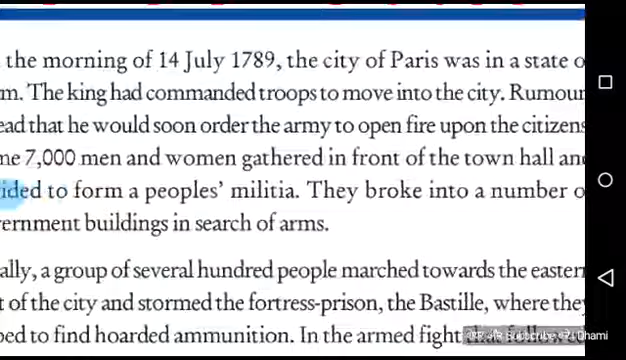 the morning of 14 July 1789, the city of Paris was in a state o
m. The king had commanded troops to move into the city. Rumour
ead that he would soon order the army to open fire upon the citizens
ne 7,000 men and women gathered in front of the town hall an
ided to form a peoples' militia. They broke into a number o
ernment buildings in search of arms.
ally, a group of several hundred people marched towards the eastern
t of the city and stormed the fortress-prison, the Bastille, where they
ped to find hoarded ammunition. In the armed fight
Subscribe
Dhami